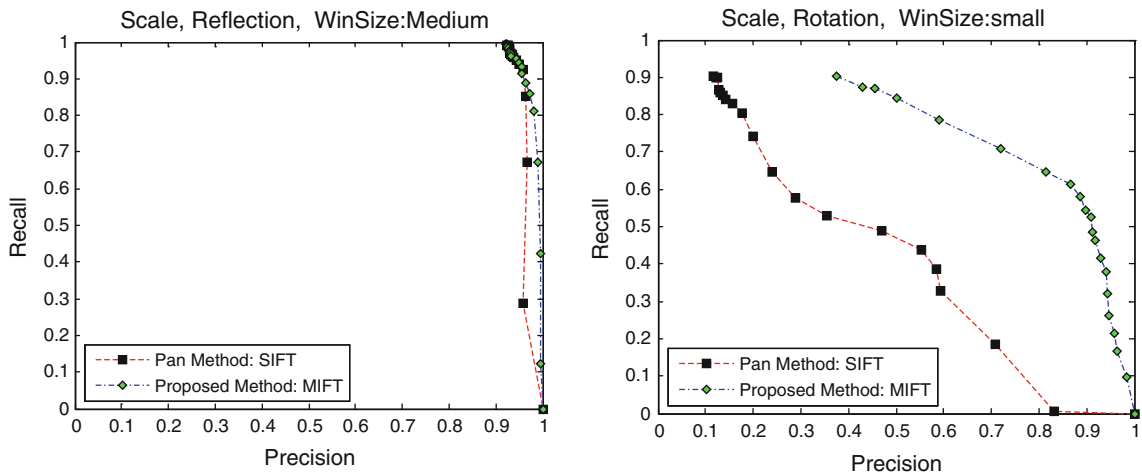 Scale, Reflection, WinSize:Medium
1
0.9
0.8
0.7
0.6
0.5
0.4
0.3
0.2
0.1
0
Recall
Pan Method: SIFT
Proposed Method: MIFT
0 0.1 0.2 0.3 0.4 0.5 0.6 0.7 0.8 0.9 1
Precision
Scale, Rotation, WinSize:small
1
0.9
0.8
0.7
0.6
0.5
0.4
0.3
0.2
0.1
0
Recall
Pan Method: SIFT
Proposed Method: MIFT
0 0.1 0.2 0.3 0.4 0.5 0.6 0.7 0.8 0.9 1
Precision